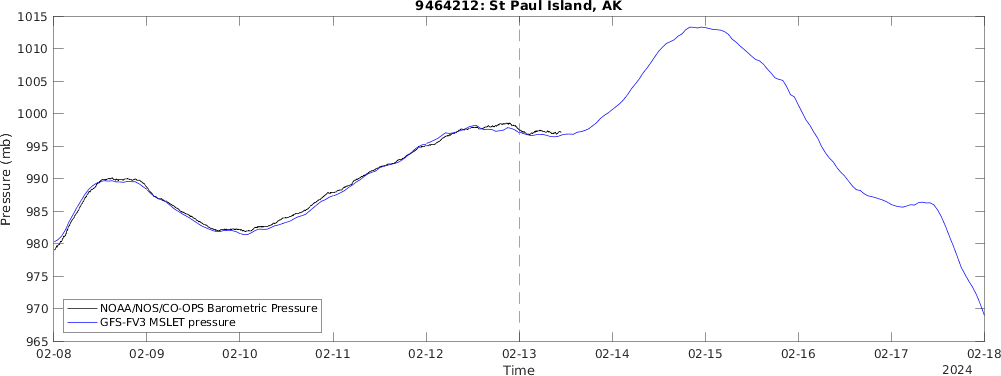 9464212: St Paul Island, AK
Pressure (mb)
1015
1010
1005
1000
995
990
985
980
975
970
965
NOAA/NOS/CO-OPS Barometric Pressure
GFS-FV3 MSLET pressure
02-08 02-09 02-10 02-11 02-12 02-13 02-14 02-15 02-16 02-17 02-18
Time
2024